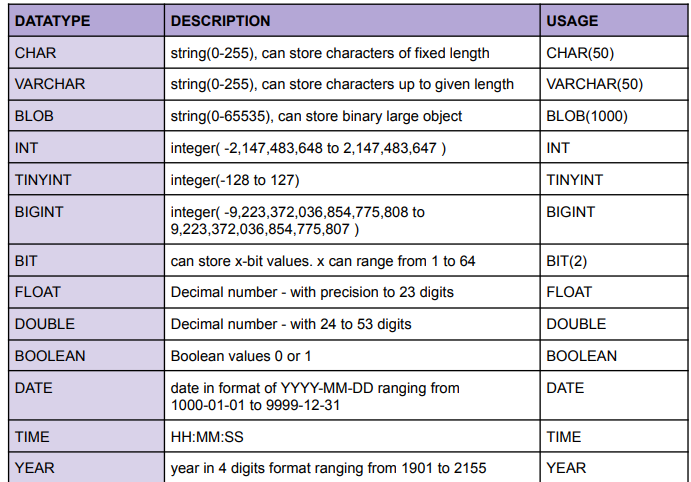 DATATYPE DESCRIPTION USAGE
CHAR string(0-255), can store characters of fixed length CHAR(50)
VARCHAR string(0-255), can store characters up to given length VARCHAR(50)
BLOB string(0-65535), can store binary large object BLOB(1000)
INT integer( -2,147,483,648 to 2,147,483,647 ) INT
TINYINT integer(-128 to 127) TINYINT
BIGINT integer( -9,223,372,036,854,775,808 to BIGINT
9,223,372,036,854,775,807 )
BIT can store x-bit values. x can range from 1 to 64 BIT(2)
FLOAT Decimal number - with precision to 23 digits FLOAT
DOUBLE Decimal number - with 24 to 53 digits DOUBLE
BOOLEAN Boolean values 0 or 1 BOOLEAN
DATE date in format of YYYY-MM-DD ranging from DATE
1000-01-01 to 9999-12-31
TIME HH:MM:SS TIME
YEAR year in 4 digits format ranging from 1901 to 2155 YEAR